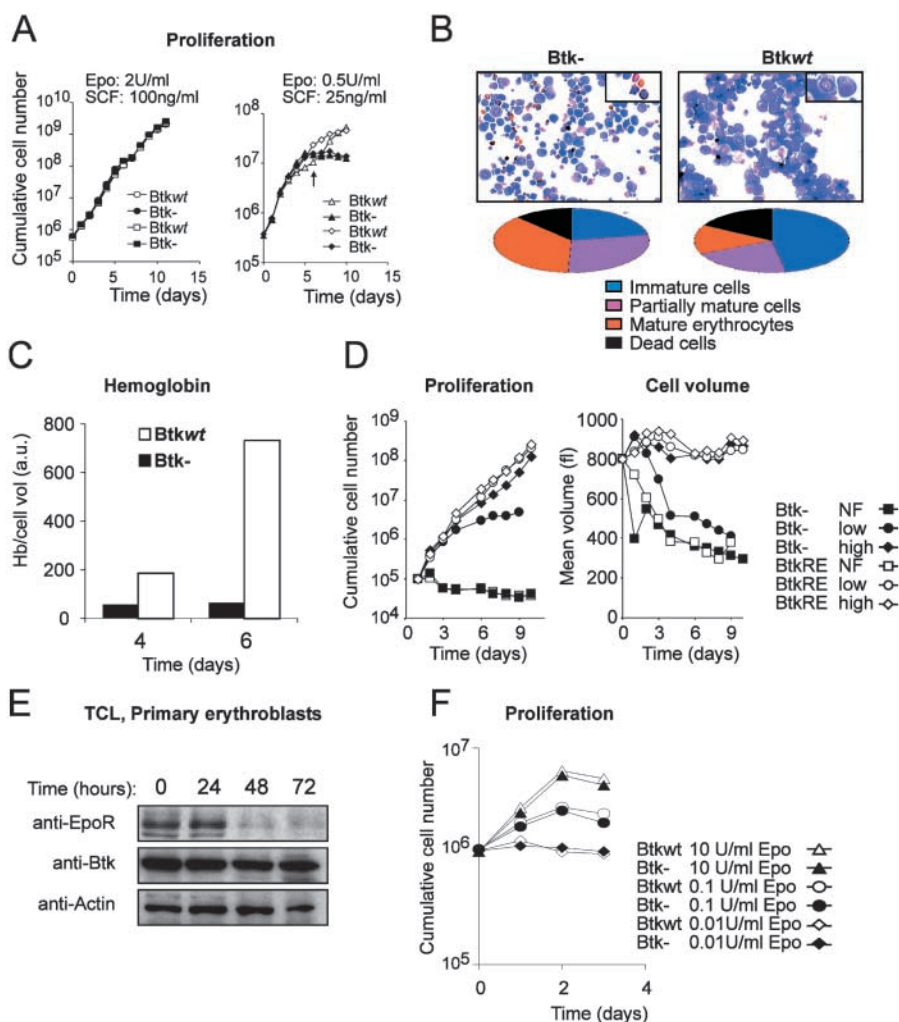 A
Proliferation
Epo: 2U/ml
SCF: 100ng/ml
Epo: 0.5U/ml
SCF: 25ng/ml
Cumulative cell number
10^10
10^9
10^8
10^7
10^6
10^5
0 5 10 15
Time (days)
Btkwt
Btk-
Btkwt
Btk-
10^8
10^7
10^6
10^5
0 5 10 15
Time (days)
Btkwt
Btk-
Btkwt
Btk-
B
Btk-
Btkwt
Immature cells
Partially mature cells
Mature erythrocytes
Dead cells
C
Hemoglobin
Hb/cell vol (a.u.)
800
600
400
200
0
Btkwt
Btk-
4 6
Time (days)
D
Proliferation
Cumulative cell number
10^9
10^8
10^7
10^6
10^5
10^4
0 3 6 9
Time (days)
Cell volume
Mean volume (fl)
1000
800
600
400
200
0
0 3 6 9
Time (days)
Btk- NF
Btk- low
Btk- high
BtkRE NF
BtkRE low
BtkRE high
E
TCL, Primary erythroblasts
Time (hours): 0 24 48 72
anti-EpoR
anti-Btk
anti-Actin
F
Proliferation
Cumulative cell number
10^7
10^6
10^5
0 2 4
Time (days)
Btkwt 10 U/ml Epo
Btk- 10 U/ml Epo
Btkwt 0.1 U/ml Epo
Btk- 0.1 U/ml Epo
Btkwt 0.01U/ml Epo
Btk- 0.01U/ml Epo